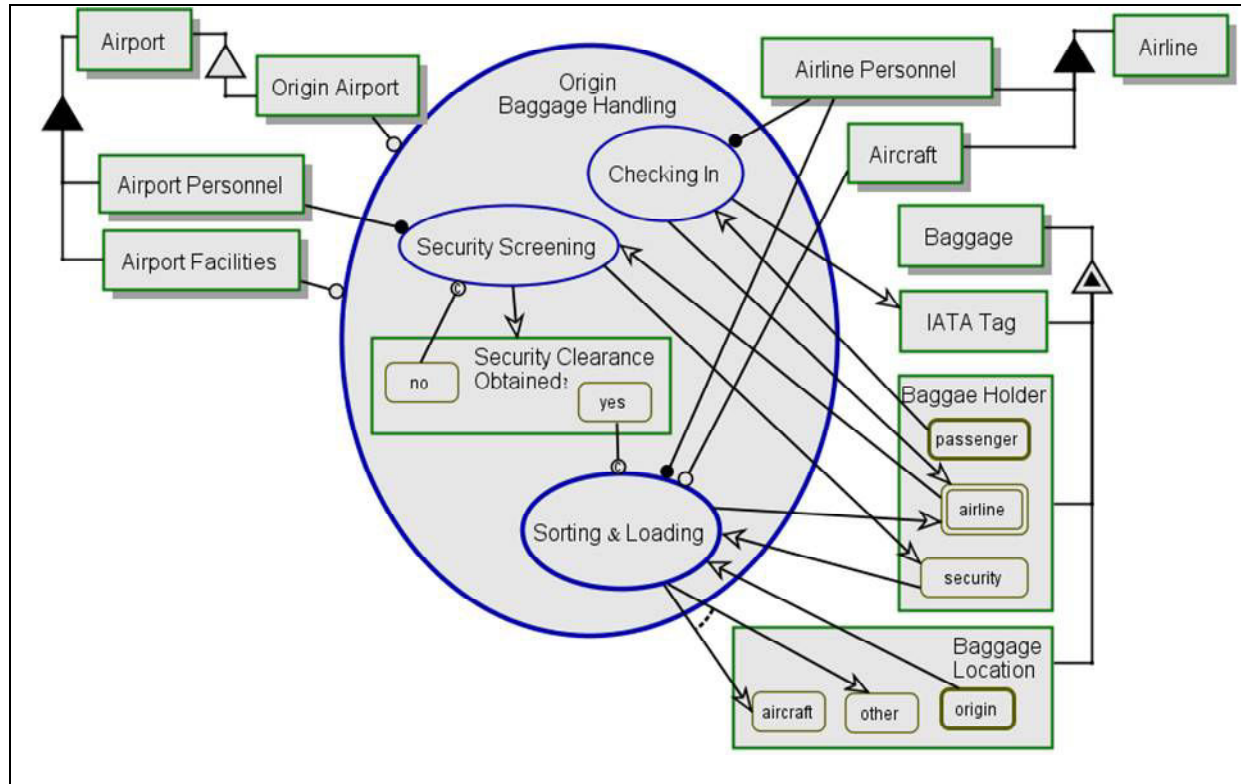 Airport
Airline
Airline Personnel
Origin
Baggage Handling
Origin Airport
Aircraft
Checking In
Airport Personnel
Baggage
Security Screening
Airport Facilities
IATA Tag
Security Clearance
Obtained?
no
yes
Baggae Holder
passenger
airline
Sorting & Loading
security
Baggage
Location
aircraft
other
origin